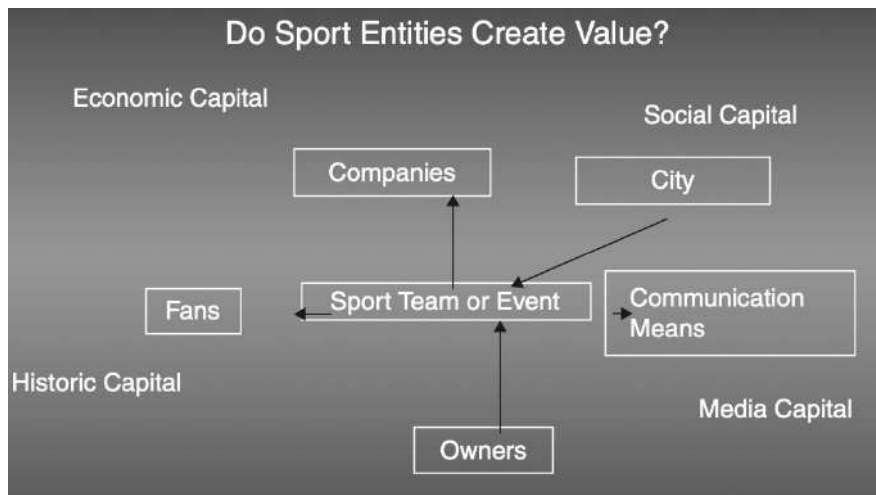 Do Sport Entities Create Value?
Economic Capital
Social Capital
Companies
City
Fans
Sport Team or Event
Communication
Means
Historic Capital
Media Capital
Owners